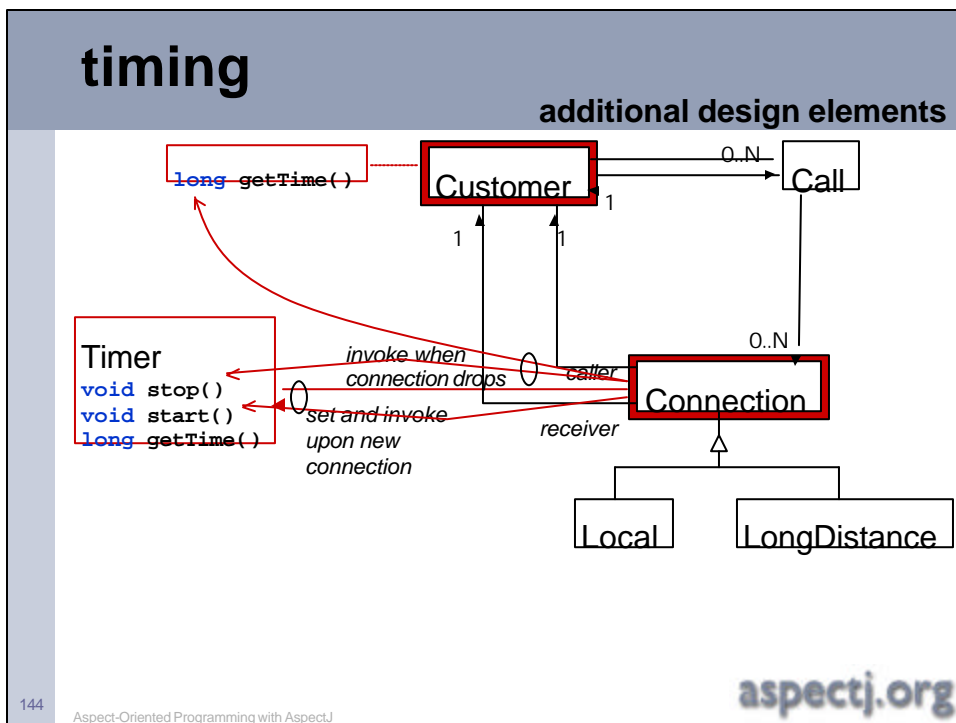 timing
additional design elements
long getTime()
Customer
0..N
Call
1
1
1
0..N
Timer
void stop()
void start()
long getTime()
invoke when
connection drops
caller
Connection
set and invoke
upon new
connection
receiver
Local
LongDistance
144
Aspect-Oriented Programming with AspectJ
aspectj.org